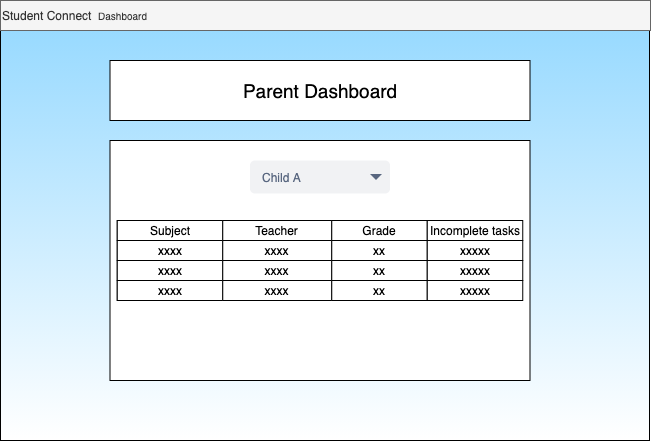 Student Connect Dashboard
Parent Dashboard
Child A
Subject Teacher Grade Incomplete tasks
xxxx xxxx xx xxxxx
xxxx xxxx xx xxxxx
xxxx xxxx xx xxxxx